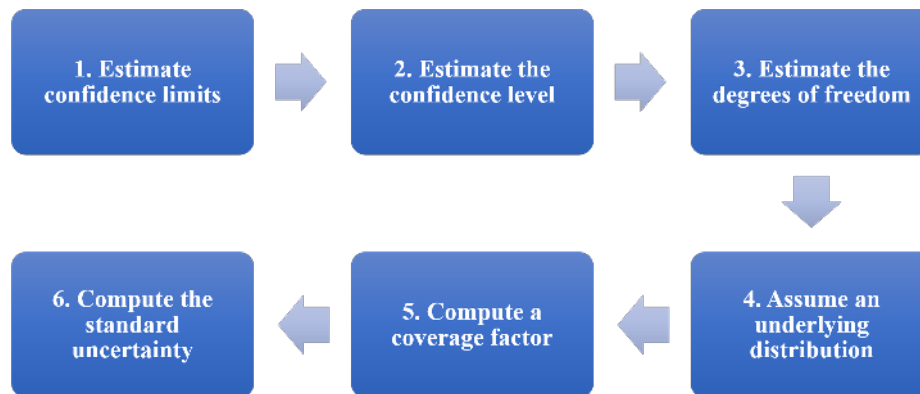 1. Estimate
confidence limits
2. Estimate the
confidence level
3. Estimate the
degrees of freedom
4. Assume an
underlying
distribution
5. Compute a
coverage factor
6. Compute the
standard
uncertainty